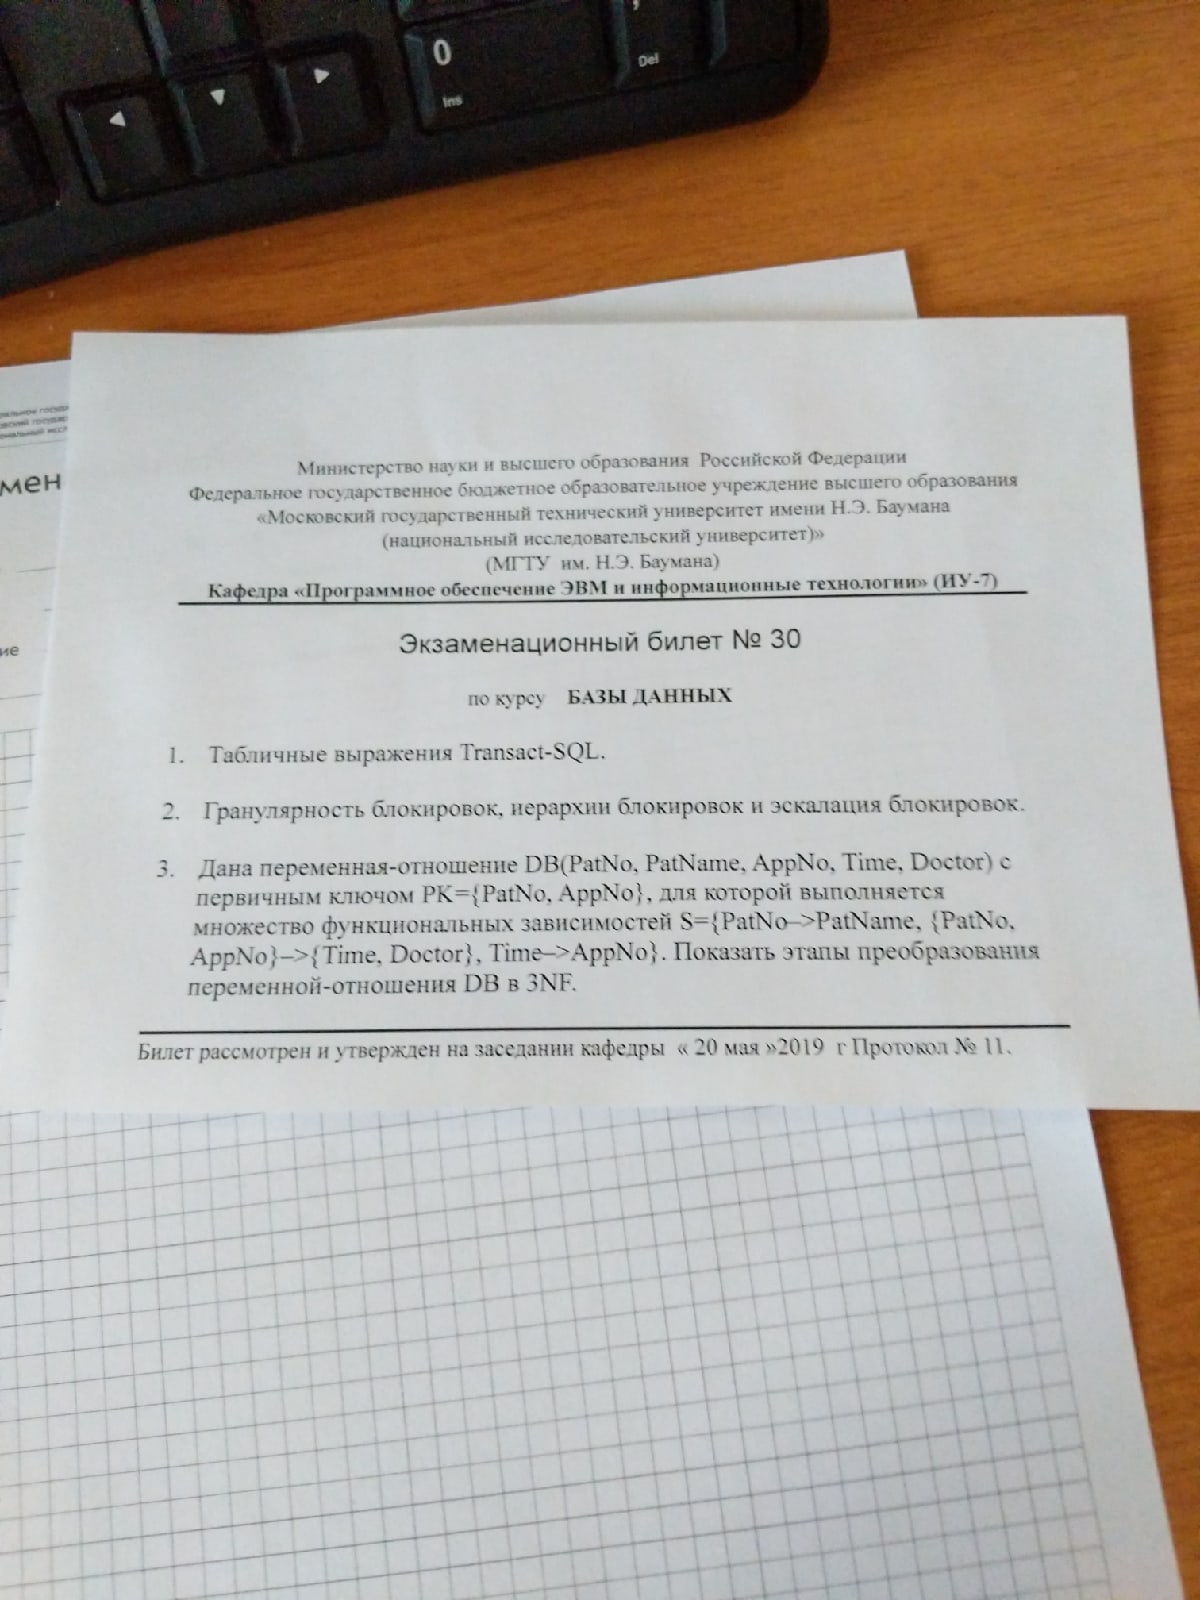 0
Ins
Del
мен
ие
Министерство науки и высшего образования Российской Федерации
Федеральное государственное бюджетное образовательное учреждение высшего образования
«Московский государственный технический университет имени Н.Э. Баумана
(национальный исследовательский университет)»
(МГТУ им. Н.Э. Баумана)
Кафедра «Программное обеспечение ЭВМ и информационные технологии» (ИУ-7)
Экзаменационный билет № 30
по курсу БАЗЫ ДАННЫХ
1. Табличные выражения Transact-SQL.
2. Гранулярность блокировок, иерархии блокировок и эскалация блокировок.
3. Дана переменная-отношение DB(PatNo, PatName, AppNo, Time, Doctor) с
первичным ключом PK={PatNo, AppNo}, для которой выполняется
множество функциональных зависимостей S={PatNo–>PatName, {PatNo,
AppNo}–>{Time, Doctor}, Time–>AppNo}. Показать этапы преобразования
переменной-отношения DB в 3NF.
Билет рассмотрен и утвержден на заседании кафедры « 20 мая »2019 г Протокол № 11.